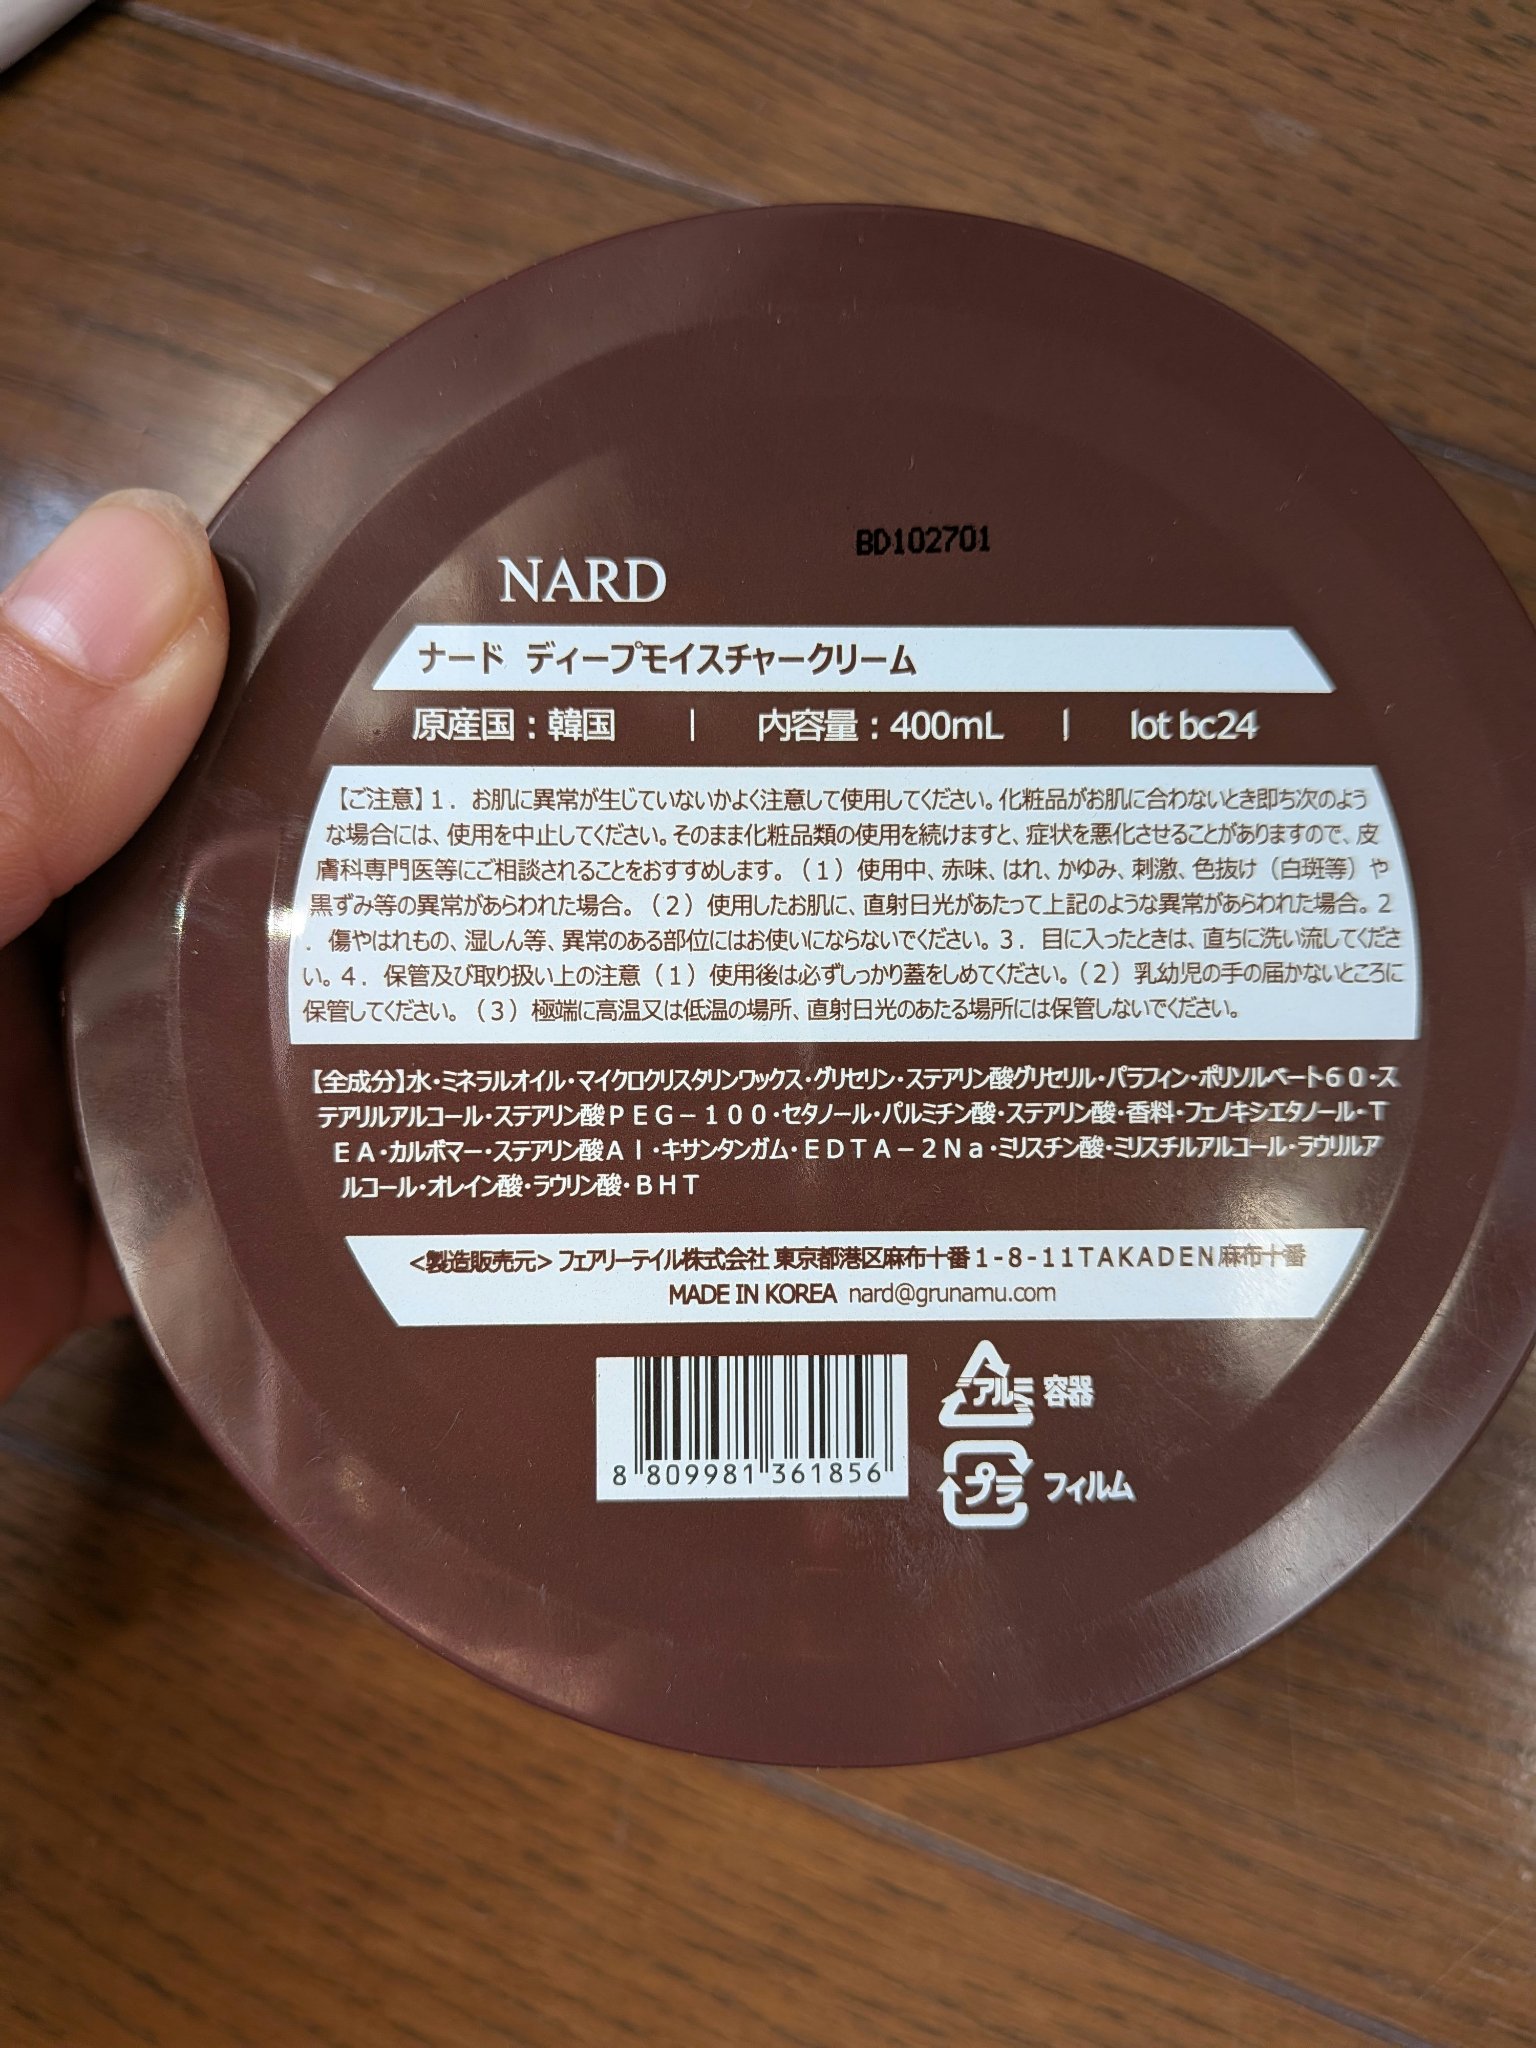 BD102701
NARD
ナード ディープモイスチャークリーム
原産国：韓国 | 内容量：400mL | lot bc24
【ご注意】１．お肌に異常が生じていないかよく注意して使用してください。化粧品がお肌に合わないとき即ち次のよう
な場合には、使用を中止してください。そのまま化粧品類の使用を続けますと、症状を悪化させることがありますので、皮
膚科専門医等にご相談されることをおすすめします。（１）使用中、赤味、はれ、かゆみ、刺激、色抜け（白斑等）や
黒ずみ等の異常があらわれた場合。（２）使用したお肌に、直射日光があたって上記のような異常があらわれた場合。２
．傷やはれもの、湿しん等、異常のある部位にはお使いにならないでください。３．目に入ったときは、直ちに洗い流してくださ
い。４．保管及び取り扱い上の注意（１）使用後は必ずしっかり蓋をしめてください。（２）乳幼児の手の届かないところに
保管してください。（３）極端に高温又は低温の場所、直射日光のあたる場所には保管しないでください。
【全成分】水・ミネラルオイル・マイクロクリスタリンワックス・グリセリン・ステアリン酸グリセリル・パラフィン・ポリソルベート６０・ス
テアリルアルコール・ステアリン酸ＰＥＧ－１００・セタノール・パルミチン酸・ステアリン酸・香料・フェノキシエタノール・Ｔ
ＥＡ・カルボマー・ステアリン酸Ａｌ・キサンタンガム・ＥＤＴＡ－２Ｎａ・ミリスチン酸・ミリスチルアルコール・ラウリルア
ルコール・オレイン酸・ラウリン酸・ＢＨＴ
<製造販売元> フェアリーテイル株式会社 東京都港区麻布十番１-８-１１ＴＡＫＡＤＥＮ麻布十番
MADE IN KOREA nard@grunamu.com
アルミ 容器
プラ フィルム
8 809981 361856